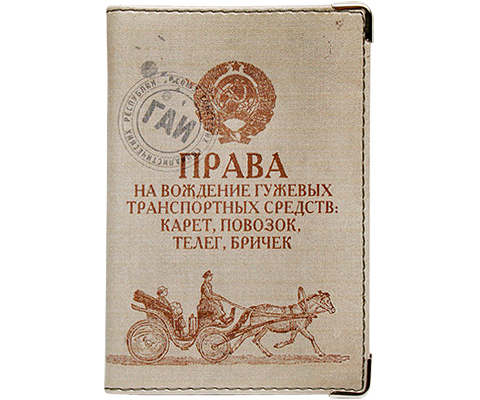 ГАИ
ПРАВА
НА ВОЖДЕНИЕ ГУЖЕВЫХ
ТРАНСПОРТНЫХ СРЕДСТВ:
КАРЕТ, ПОВОЗОК,
ТЕЛЕГ, БРИЧЕК